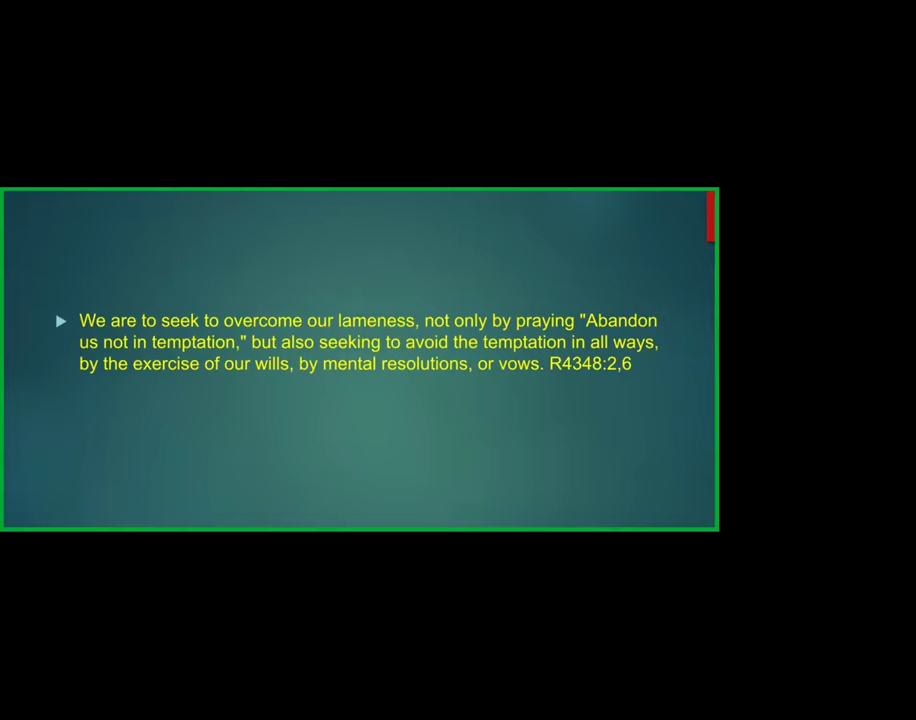 We are to seek to overcome our lameness, not only by praying "Abandon
us not in temptation," but also seeking to avoid the temptation in all ways,
by the exercise of our wills, by mental resolutions, or vows. R4348:2,6